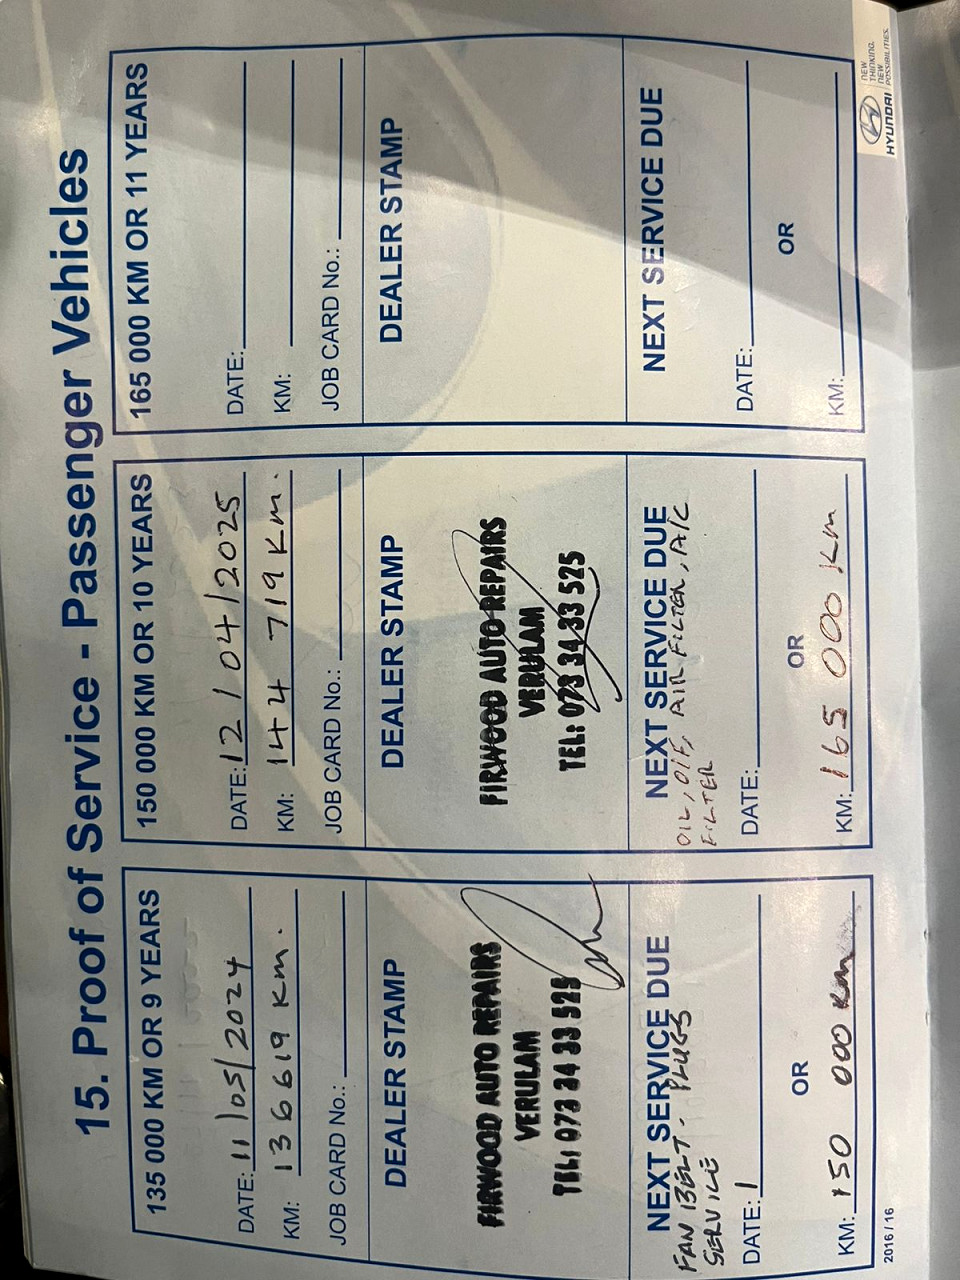 15. Proof of Service - Passenger Vehicles
135 000 KM OR 9 YEARS
DATE: 11/05/2024
KM: 136619 Km.
JOB CARD No.:
DEALER STAMP
FIRWOOD AUTO REPAIRS
VERULAM
TEL: 073 34 33 525
NEXT SERVICE DUE
FAN BELT - PLUGS
SERVICE
DATE:
OR
KM: 150 000 Km
150 000 KM OR 10 YEARS
DATE: 12/04/2025
KM: 144 719 Km.
JOB CARD No.:
DEALER STAMP
FIRWOOD AUTO REPAIRS
VERULAM
TEL: 073 34 33 525
NEXT SERVICE DUE
OIL, OIF, AIR FILTER, A/C
FILTER
DATE:
OR
KM: 165 000 Km
165 000 KM OR 11 YEARS
DATE:
KM:
JOB CARD No.:
DEALER STAMP
NEXT SERVICE DUE
DATE:
OR
KM:
2016 / 16
HYUNDAI
NEW
THINKING.
NEW
POSSIBILITIES.